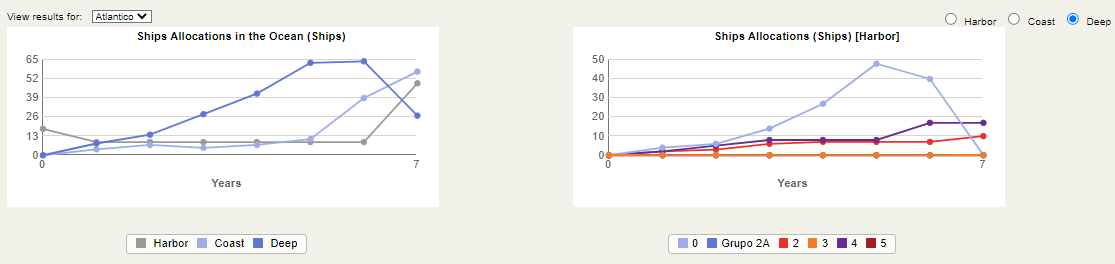 View results for: Atlantico
Harbor Coast Deep
Ships Allocations in the Ocean (Ships)
65
52
39
26
13
0
0 7
Years
Harbor Coast Deep
Ships Allocations (Ships) [Harbor]
50
40
30
20
10
0
0 7
Years
0 Grupo 2A 2 3 4 5